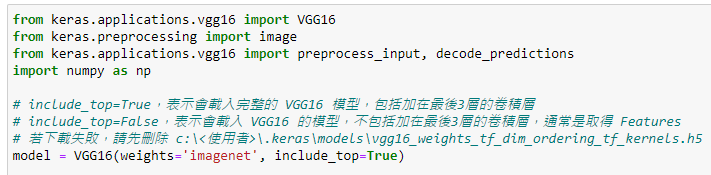 from keras.applications.vgg16 import VGG16
from keras.preprocessing import image
from keras.applications.vgg16 import preprocess_input, decode_predictions
import numpy as np
# include_top=True，表示會載入完整的 VGG16 模型，包括加在最後3層的卷積層
# include_top=False，表示會載入 VGG16 的模型，不包括加在最後3層的卷積層，通常是取得 Features
# 若下載失敗，請先刪除 c:\<使用者>\.keras\models\vgg16_weights_tf_dim_ordering_tf_kernels.h5
model = VGG16(weights='imagenet', include_top=True)